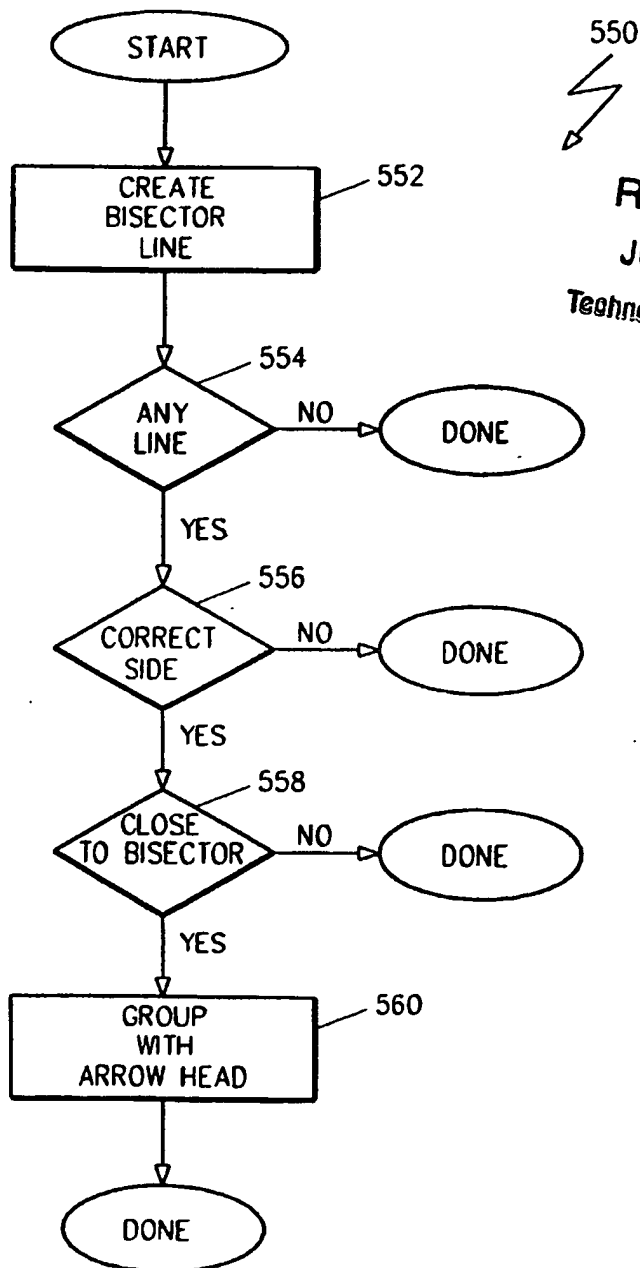 START
550
CREATE
BISECTOR
LINE
552
554
ANY
LINE
NO
DONE
YES
556
CORRECT
SIDE
NO
DONE
YES
558
CLOSE
TO BISECTOR
NO
DONE
YES
GROUP
WITH
ARROW HEAD
560
DONE